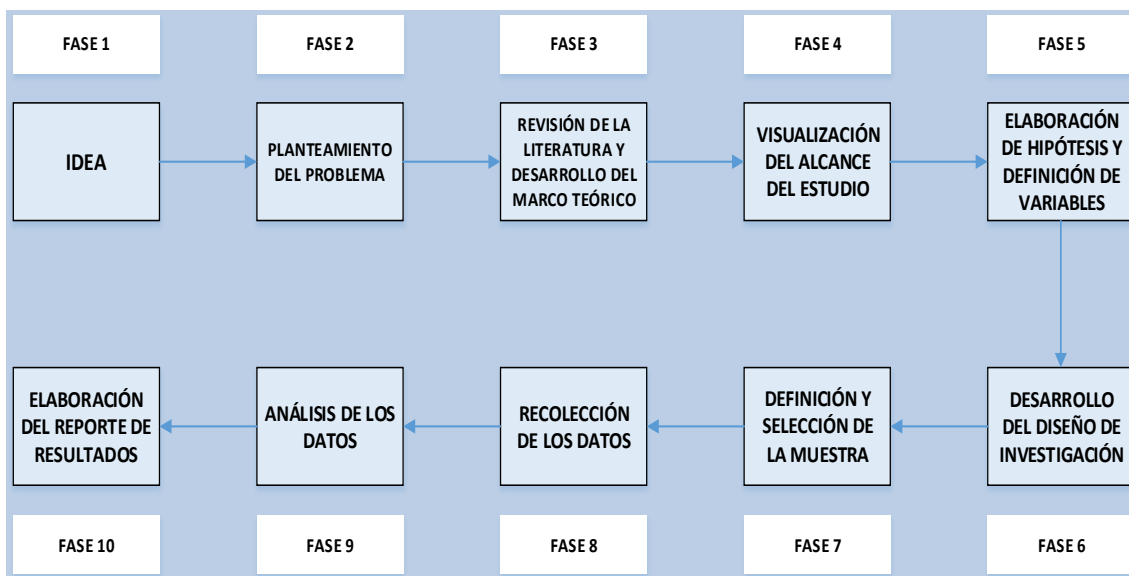 FASE 1
FASE 2
FASE 3
FASE 4
FASE 5
IDEA
PLANTEAMIENTO
DEL PROBLEMA
REVISIÓN DE LA
LITERATURA Y
DESARROLLO DEL
MARCO TEÓRICO
VISUALIZACIÓN
DEL ALCANCE
DEL ESTUDIO
ELABORACIÓN
DE HIPÓTESIS Y
DEFINICIÓN DE
VARIABLES
ELABORACIÓN
DEL REPORTE DE
RESULTADOS
ANÁLISIS DE LOS
DATOS
RECOLECCIÓN
DE LOS DATOS
DEFINICIÓN Y
SELECCIÓN DE
LA MUESTRA
DESARROLLO
DEL DISEÑO DE
INVESTIGACIÓN
FASE 10
FASE 9
FASE 8
FASE 7
FASE 6